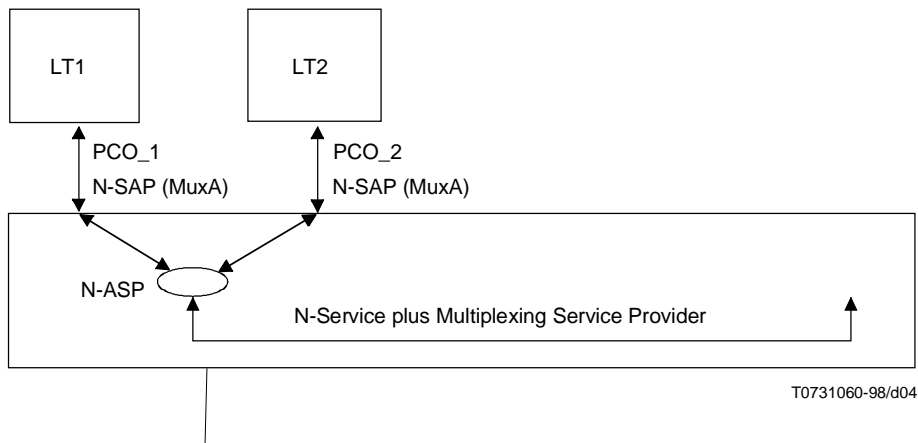 LT1
LT2
PCO_1
PCO_2
N-SAP (MuxA)
N-SAP (MuxA)
N-ASP
N-Service plus Multiplexing Service Provider
T0731060-98/d04